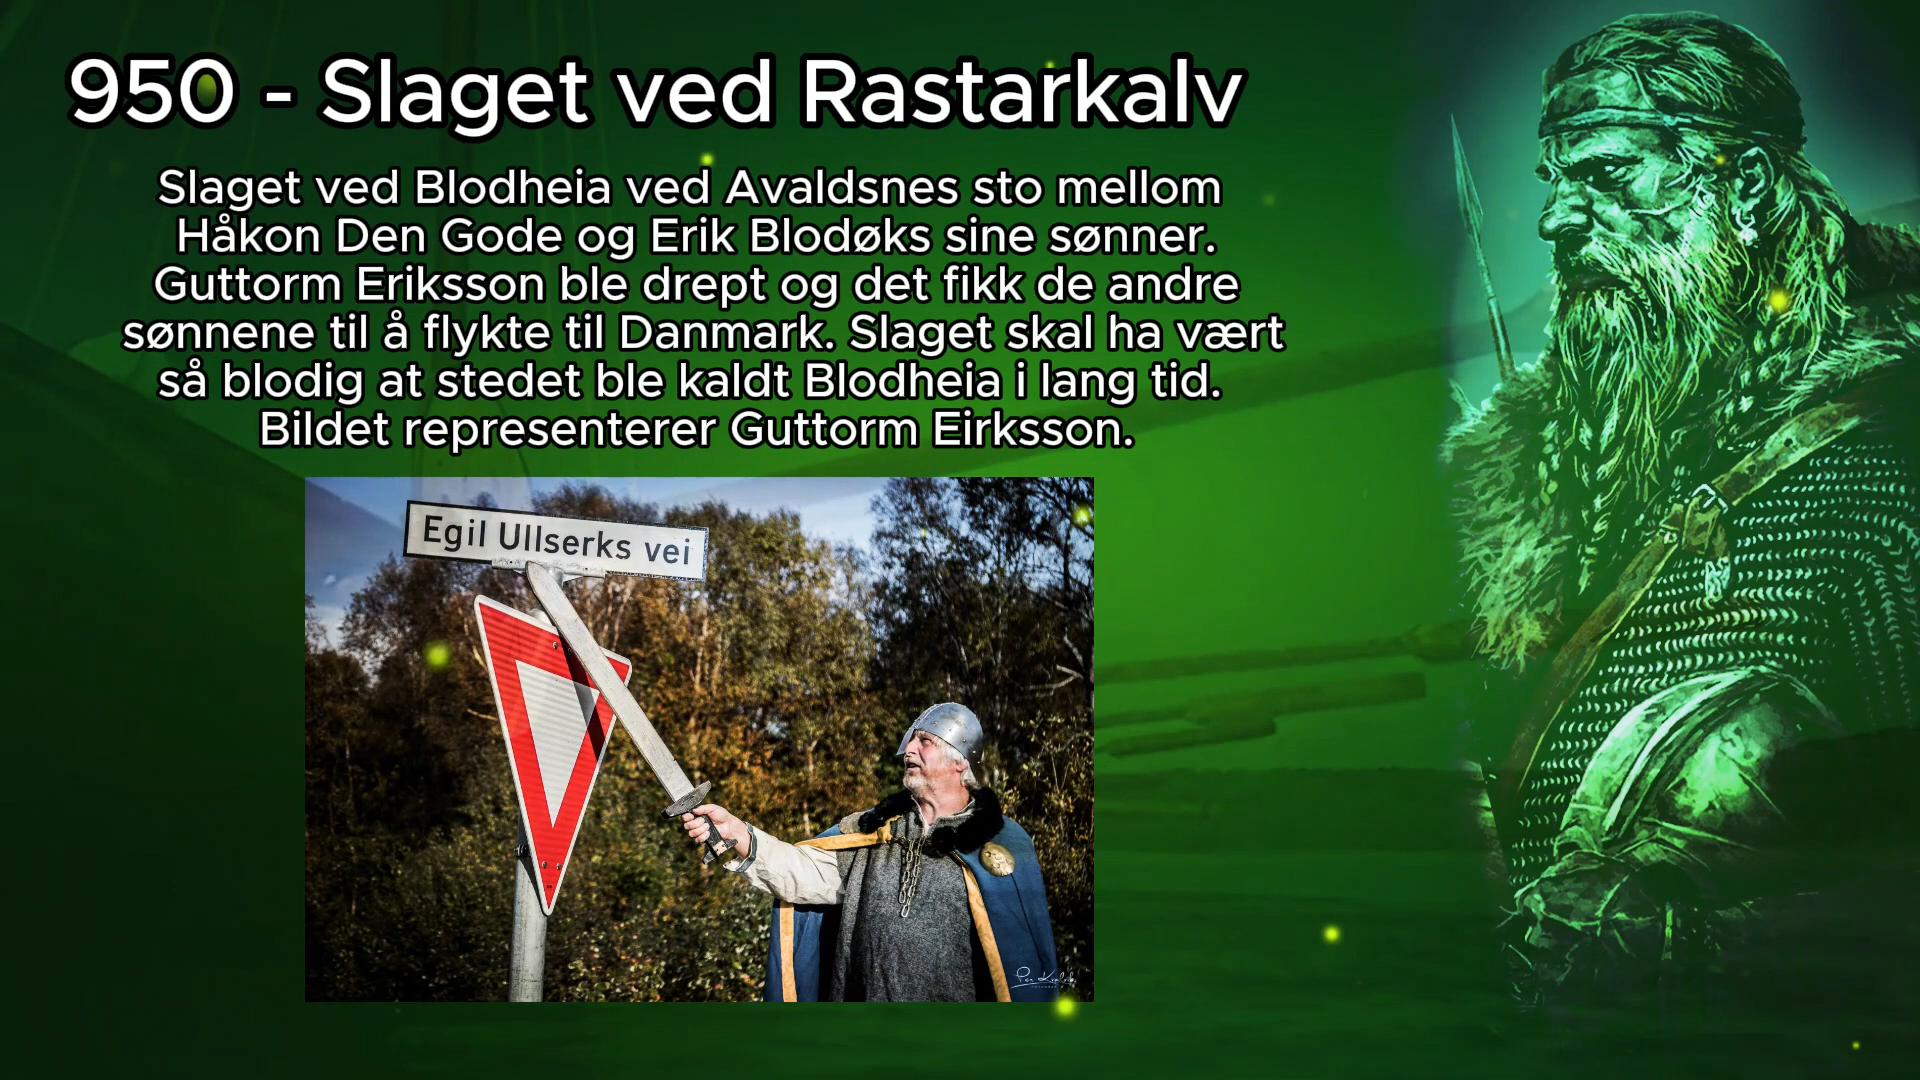 950 - Slaget ved Rastarkalv
Slaget ved Blodheia ved Avaldsnes sto mellom
Håkon Den Gode og Erik Blodøks sine sønner.
Guttorm Eriksson ble drept og det fikk de andre
sønnene til å flykte til Danmark. Slaget skal ha vært
så blodig at stedet ble kaldt Blodheia i lang tid.
Bildet representerer Guttorm Eirksson.
Egil Ullserks vei